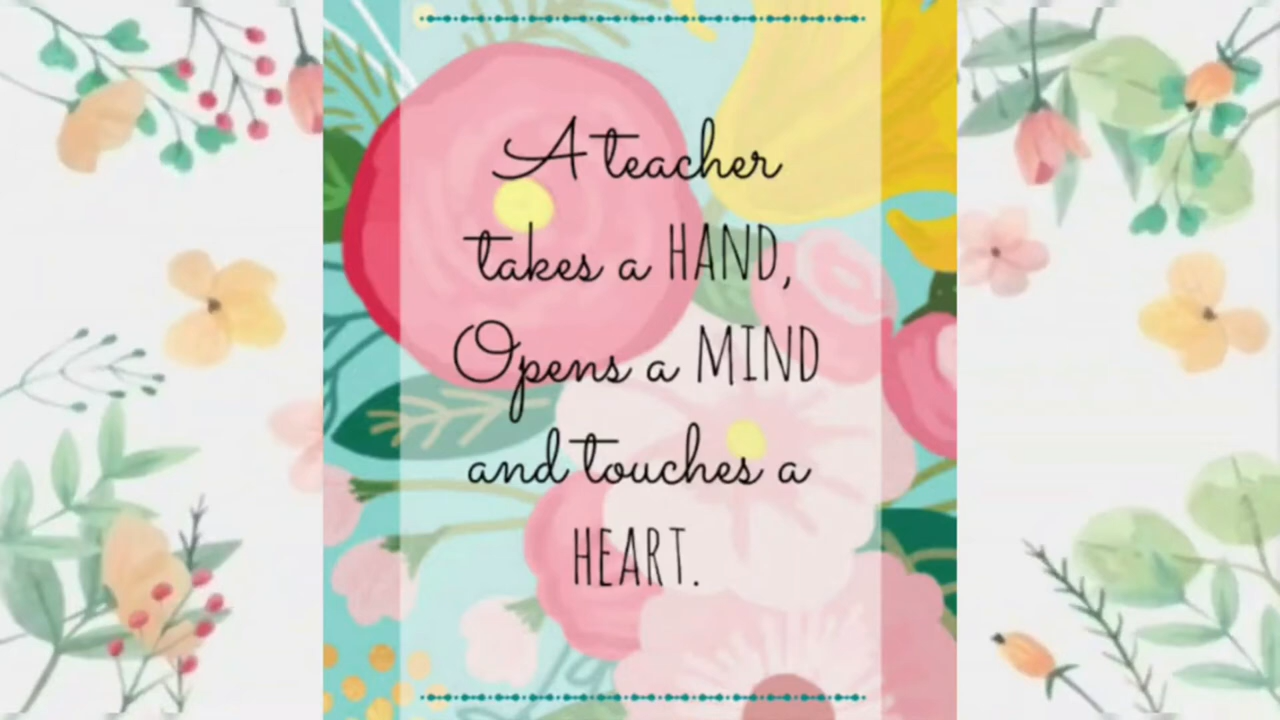 A teacher
takes a HAND,
Opens a MIND
and touches a
HEART.